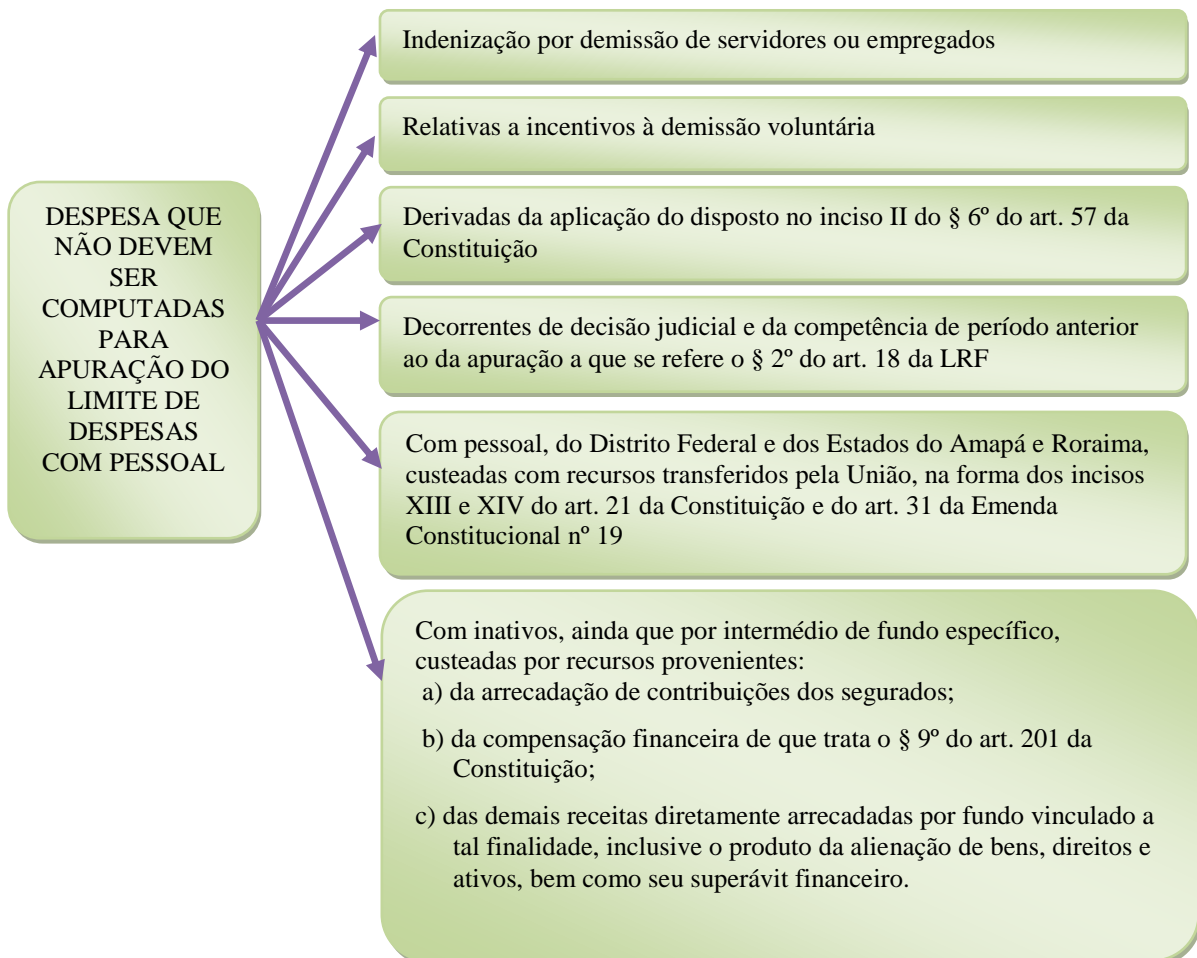 DESPESA QUE
NÃO DEVEM
SER
COMPUTADAS
PARA
APURAÇÃO DO
LIMITE DE
DESPESAS
COM PESSOAL
Indenização por demissão de servidores ou empregados
Relativas a incentivos à demissão voluntária
Derivadas da aplicação do disposto no inciso II do § 6º do art. 57 da
Constituição
Decorrentes de decisão judicial e da competência de período anterior
ao da apuração a que se refere o § 2º do art. 18 da LRF
Com pessoal, do Distrito Federal e dos Estados do Amapá e Roraima,
custeadas com recursos transferidos pela União, na forma dos incisos
XIII e XIV do art. 21 da Constituição e do art. 31 da Emenda
Constitucional nº 19
Com inativos, ainda que por intermédio de fundo específico,
custeadas por recursos provenientes:
a) da arrecadação de contribuições dos segurados;
b) da compensação financeira de que trata o § 9º do art. 201 da
Constituição;
c) das demais receitas diretamente arrecadadas por fundo vinculado a
tal finalidade, inclusive o produto da alienação de bens, direitos e
ativos, bem como seu superávit financeiro.